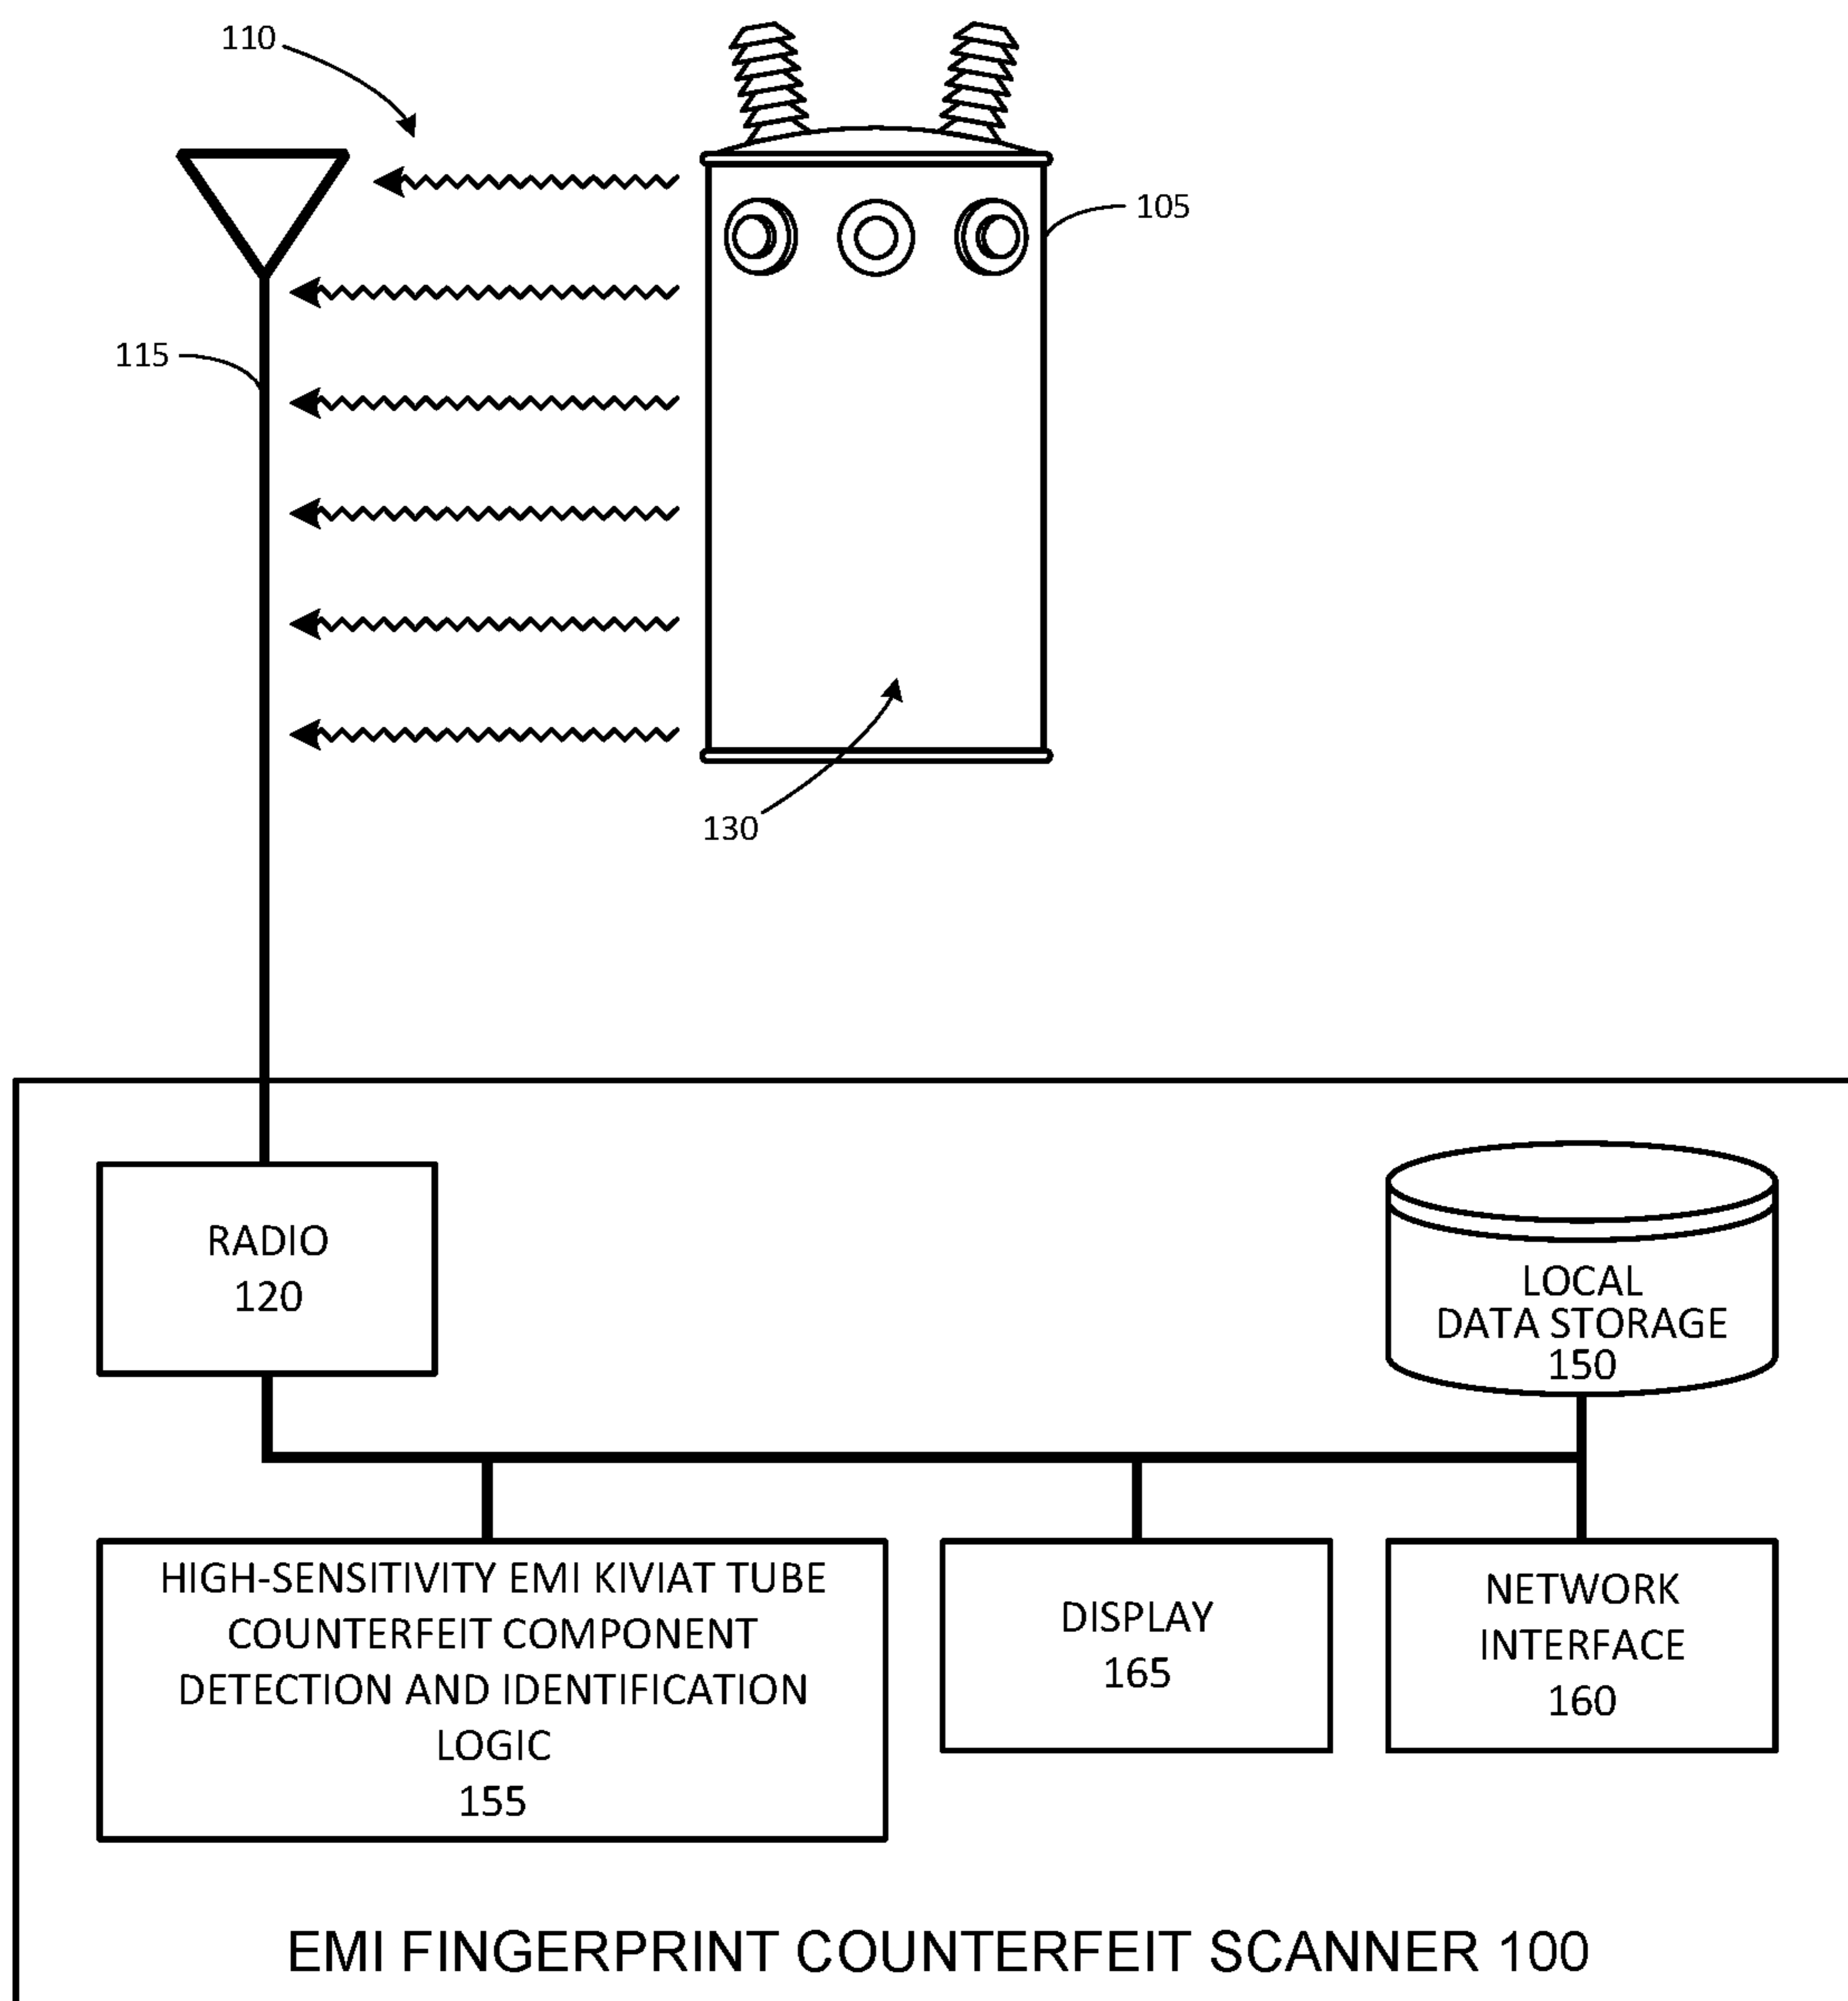 110
105
115
130
RADIO
120
LOCAL
DATA STORAGE
150
HIGH-SENSITIVITY EMI KIVIAT TUBE
COUNTERFEIT COMPONENT
DETECTION AND IDENTIFICATION
LOGIC
155
DISPLAY
165
NETWORK
INTERFACE
160
EMI FINGERPRINT COUNTERFEIT SCANNER 100